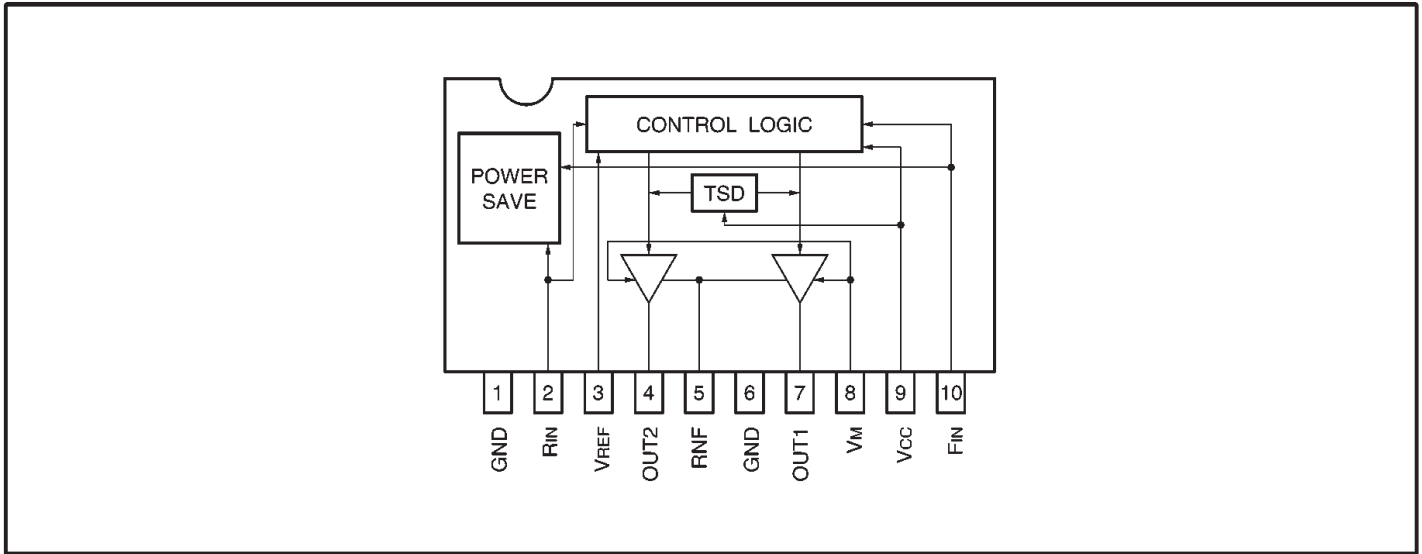 CONTROL LOGIC
POWER
SAVE
TSD
1
2
3
4
5
6
7
8
9
10
GND
RIN
VREF
OUT2
RNF
GND
OUT1
VM
VCC
FIN